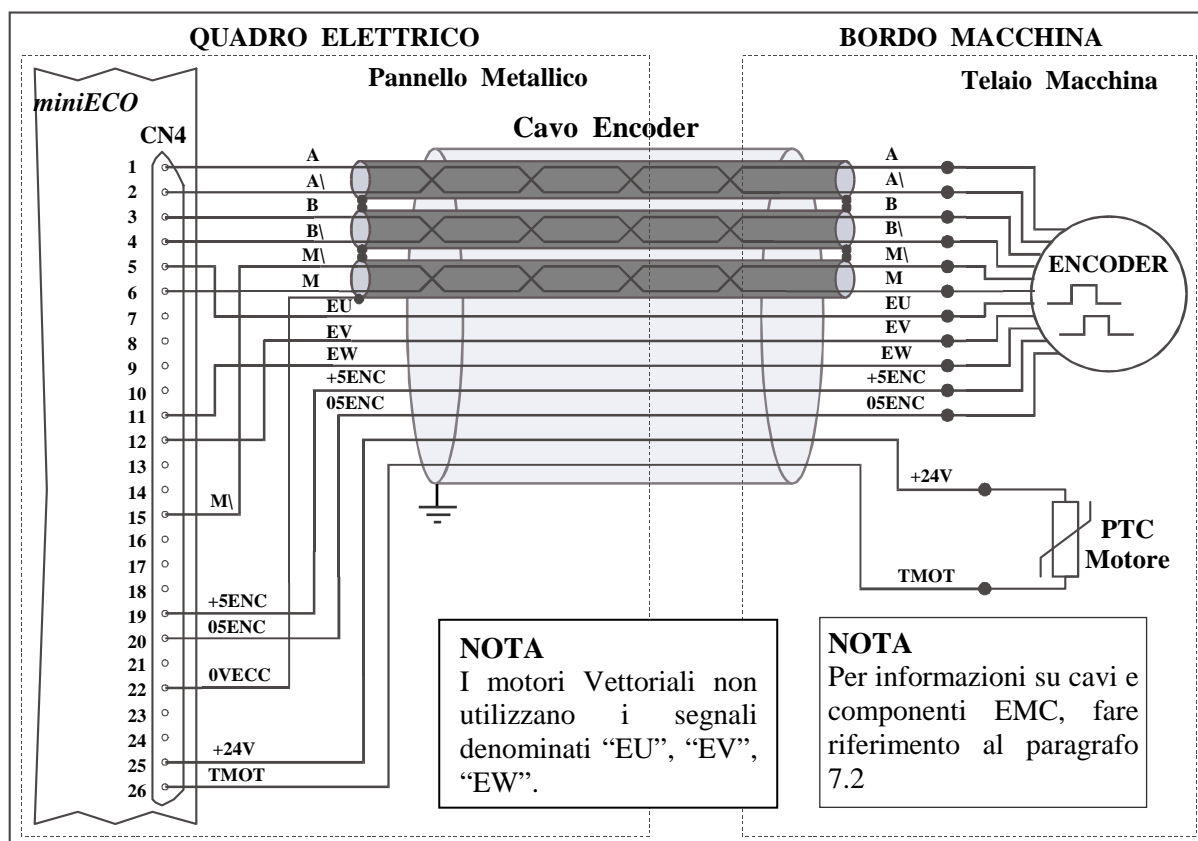 QUADRO ELETTRICO
BORDO MACCHINA
Pannello Metallico
Telaio Macchina
miniECO
Cavo Encoder
CN4
1
2
3
4
5
6
7
8
9
10
11
12
13
14
15
16
17
18
19
20
21
22
23
24
25
26
A
A\
B
B\
M\
M
EU
EV
EW
+5ENC
05ENC
M\
+5ENC
05ENC
0VECC
+24V
TMOT
A
A\
B
B\
M\
M
EU
EV
EW
+5ENC
05ENC
ENCODER
+24V
TMOT
PTC
Motore
NOTA
I motori Vettoriali non
utilizzano i segnali
denominati “EU”, “EV”,
“EW”.
NOTA
Per informazioni su cavi e
componenti EMC, fare
riferimento al paragrafo
7.2